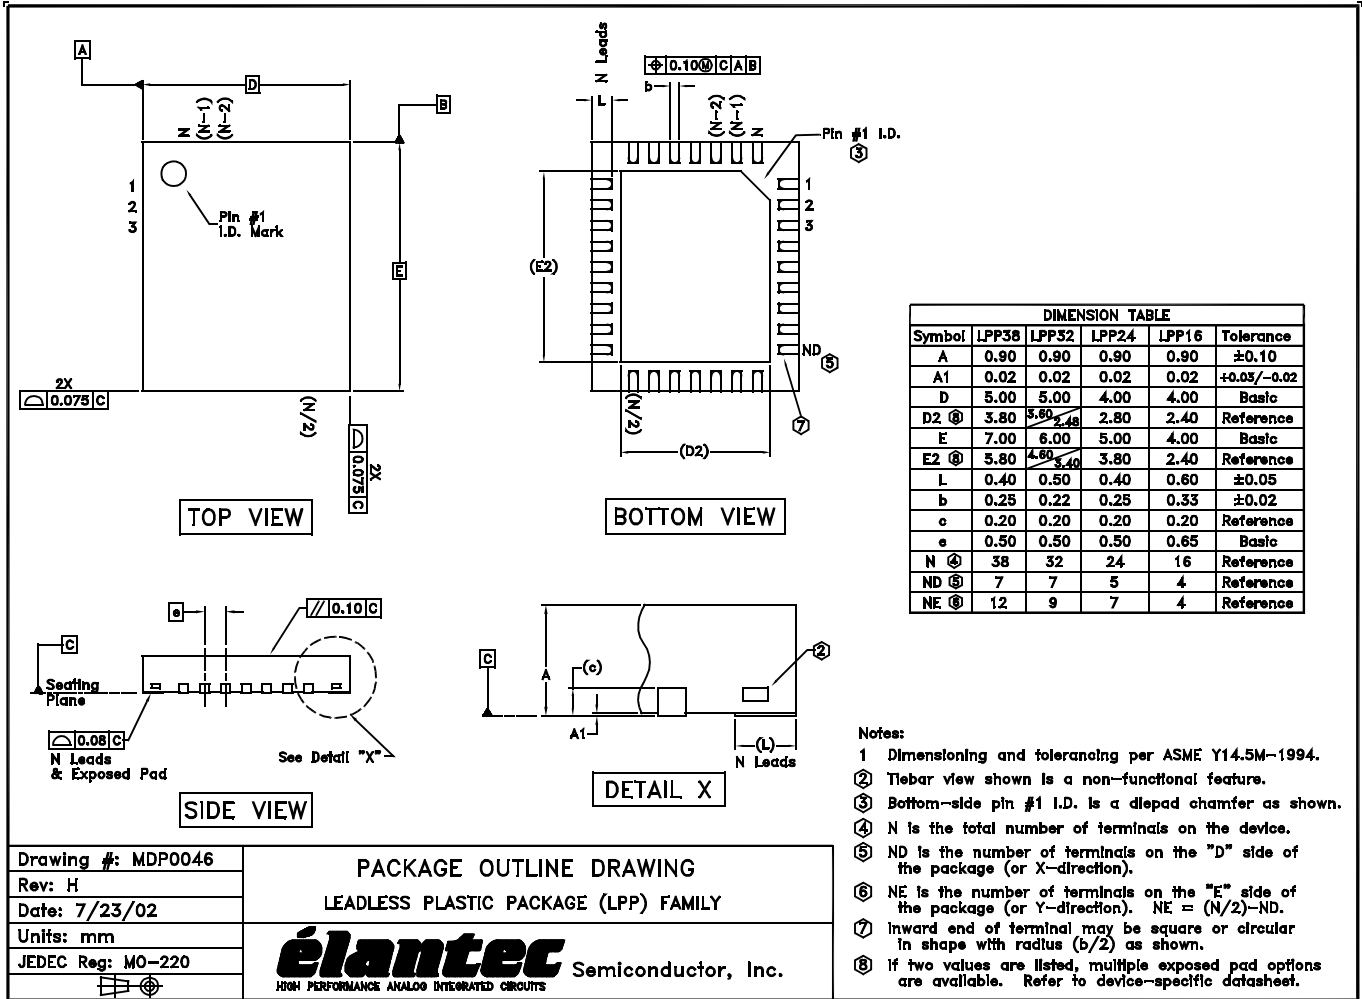 A
D
B
N
(N-1)
(N-2)
1
2
3
Pin #1
I.D. Mark
E
2X
0.075 C
(N/2)
0.075 C
2X
TOP VIEW
N Leads
L
b
0.10 Ⓜ C A B
(N-2)
(N-1)
N
Pin #1 I.D.
3
1
2
3
(E2)
ND
5
7
(N/2)
(D2)
BOTTOM VIEW
DIMENSION TABLE
Symbol LPP38 LPP32 LPP24 LPP16 Tolerance
A 0.90 0.90 0.90 0.90 ±0.10
A1 0.02 0.02 0.02 0.02 +0.03/-0.02
D 5.00 5.00 4.00 4.00 Basic
D2 8 3.80 3.60/2.48 2.80 2.40 Reference
E 7.00 6.00 5.00 4.00 Basic
E2 8 5.80 4.60/3.40 3.80 2.40 Reference
L 0.40 0.50 0.40 0.60 ±0.05
b 0.25 0.22 0.25 0.33 ±0.02
c 0.20 0.20 0.20 0.20 Reference
e 0.50 0.50 0.50 0.65 Basic
N 4 38 32 24 16 Reference
ND 5 7 7 5 4 Reference
NE 6 12 9 7 4 Reference
e
// 0.10 C
C
Seating
Plane
0.08 C
N Leads
& Exposed Pad
See Detail "X"
SIDE VIEW
C
A
(c)
A1
2
(L)
N Leads
DETAIL X
Notes:
1 Dimensioning and tolerancing per ASME Y14.5M-1994.
2 Tiebar view shown is a non-functional feature.
3 Bottom-side pin #1 I.D. is a diepad chamfer as shown.
4 N is the total number of terminals on the device.
5 ND is the number of terminals on the "D" side of
the package (or X-direction).
6 NE is the number of terminals on the "E" side of
the package (or Y-direction). NE = (N/2)-ND.
7 Inward end of terminal may be square or circular
in shape with radius (b/2) as shown.
8 If two values are listed, multiple exposed pad options
are available. Refer to device-specific datasheet.
Drawing #: MDP0046
Rev: H
Date: 7/23/02
Units: mm
JEDEC Reg: MO-220
PACKAGE OUTLINE DRAWING
LEADLESS PLASTIC PACKAGE (LPP) FAMILY
élantec Semiconductor, Inc.
HIGH PERFORMANCE ANALOG INTEGRATED CIRCUITS